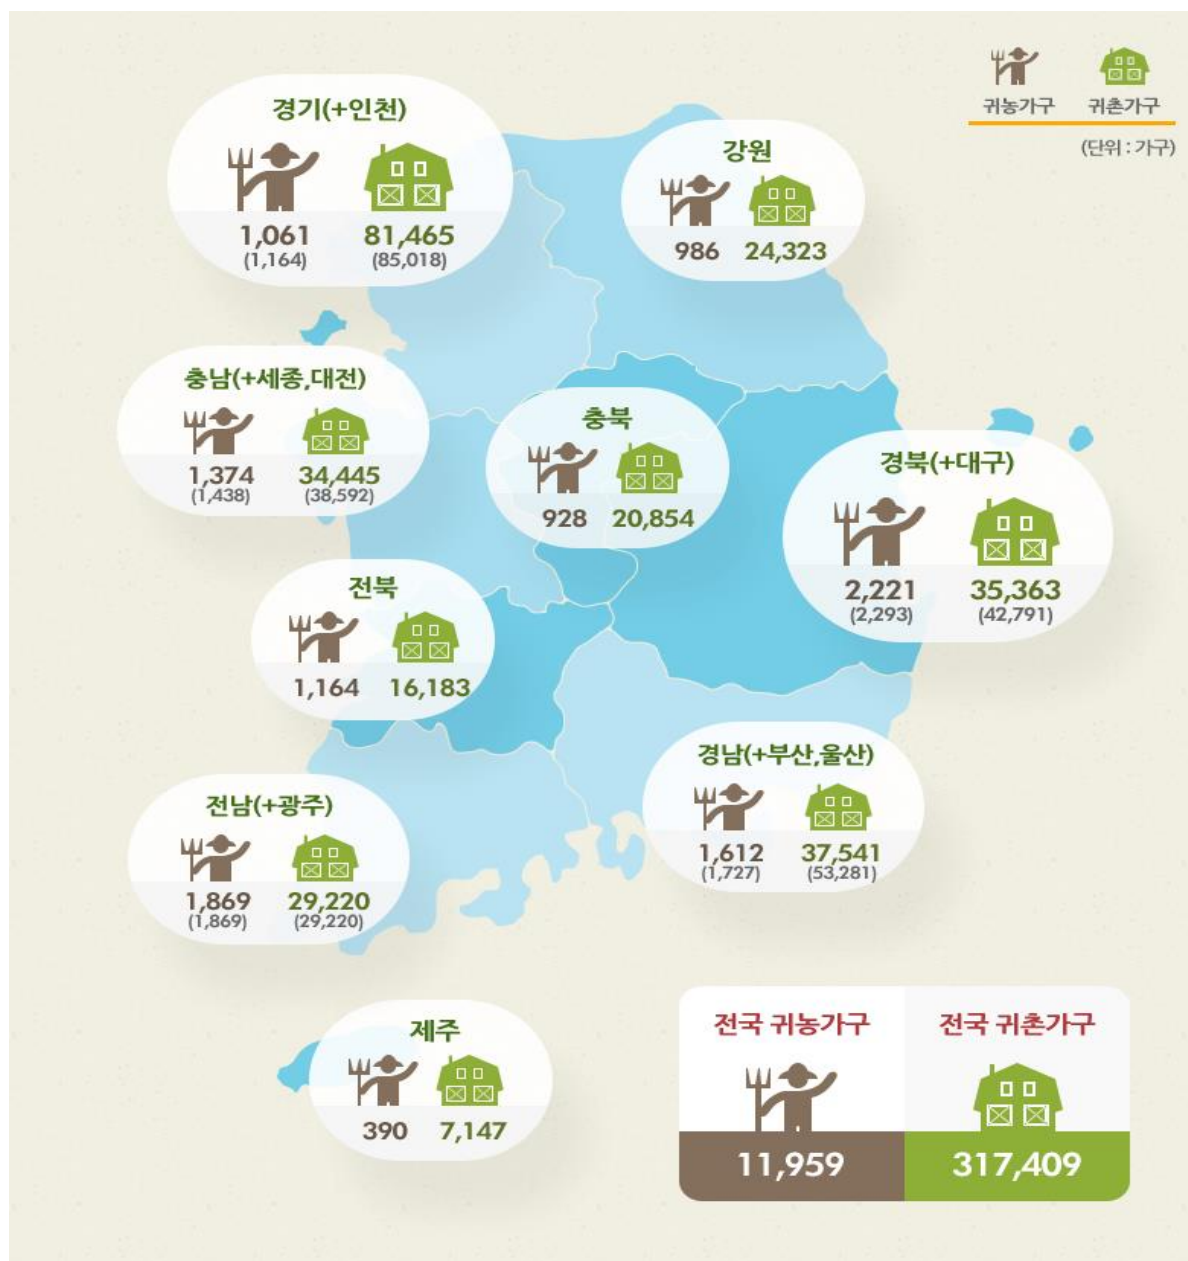 귀농가구 귀촌가구
(단위 : 가구)
경기(+인천)
1,061 81,465
(1,164) (85,018)
강원
986 24,323
충남(+세종,대전)
1,374 34,445
(1,438) (38,592)
충북
928 20,854
경북(+대구)
2,221 35,363
(2,293) (42,791)
전북
1,164 16,183
경남(+부산,울산)
1,612 37,541
(1,727) (53,281)
전남(+광주)
1,869 29,220
(1,869) (29,220)
제주
390 7,147
전국 귀농가구 전국 귀촌가구
11,959 317,409